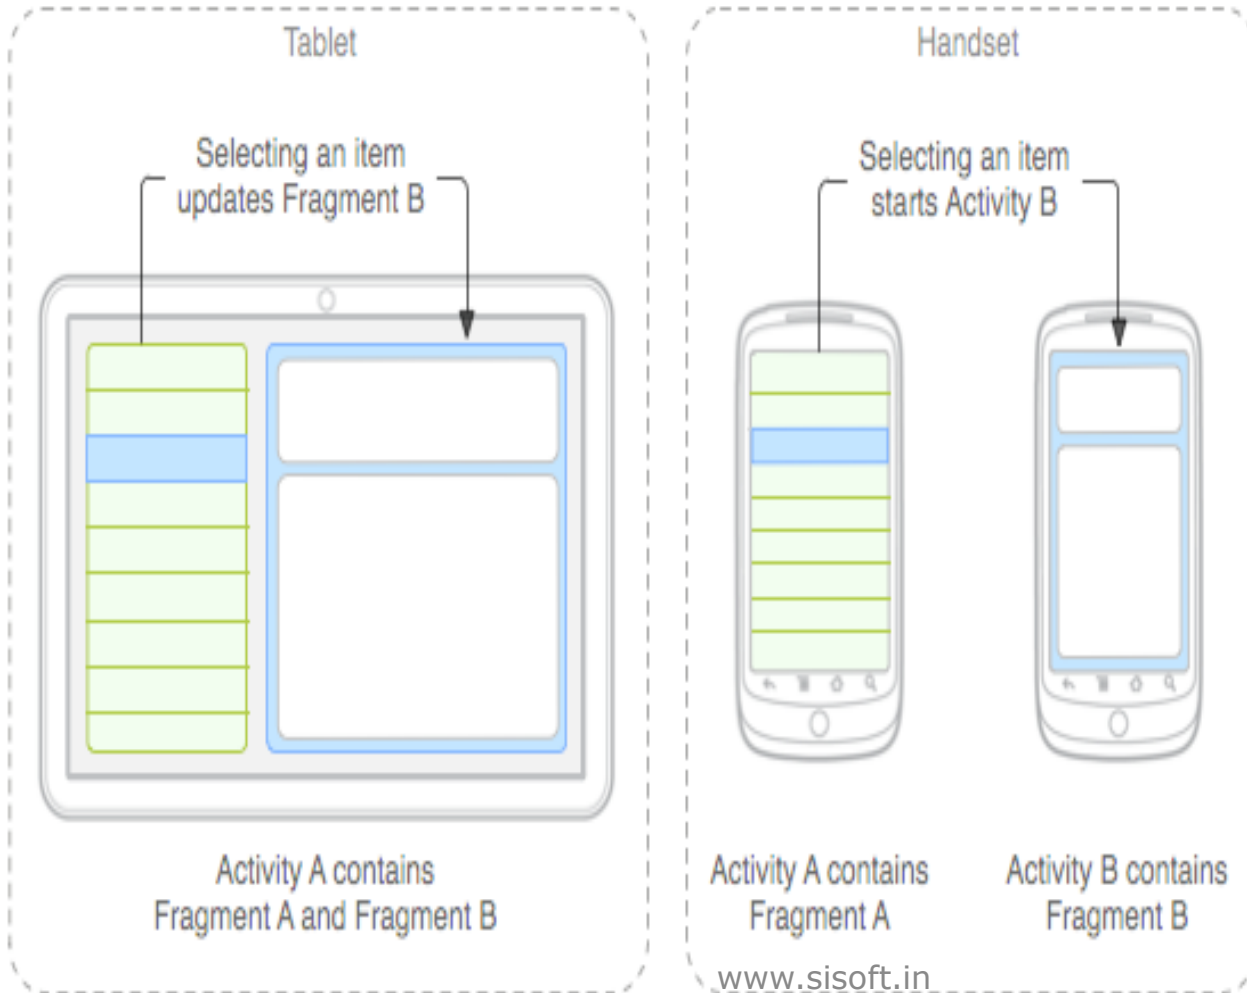 Tablet
Selecting an item
updates Fragment B
Activity A contains
Fragment A and Fragment B
Handset
Selecting an item
starts Activity B
Activity A contains
Fragment A
Activity B contains
Fragment B
www.sisoft.in